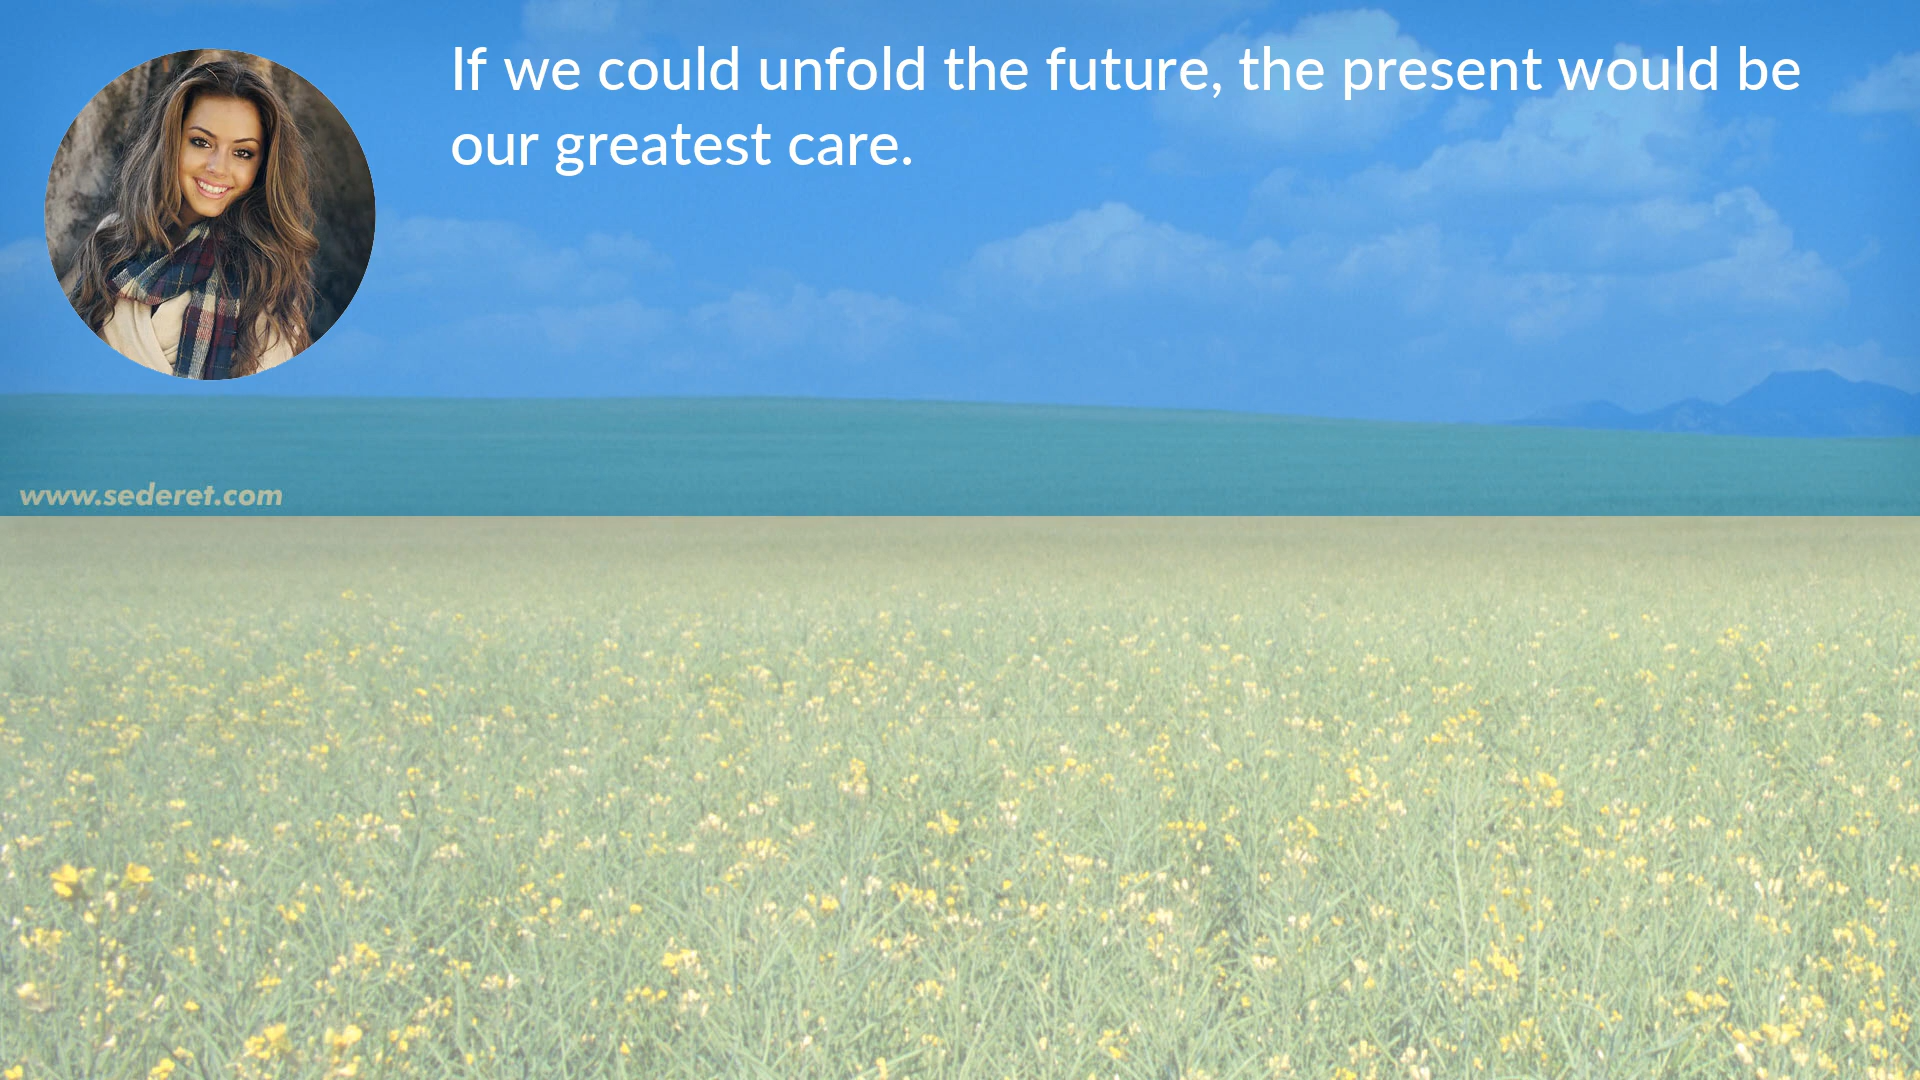 If we could unfold the future, the present would be
our greatest care.
www.sederet.com